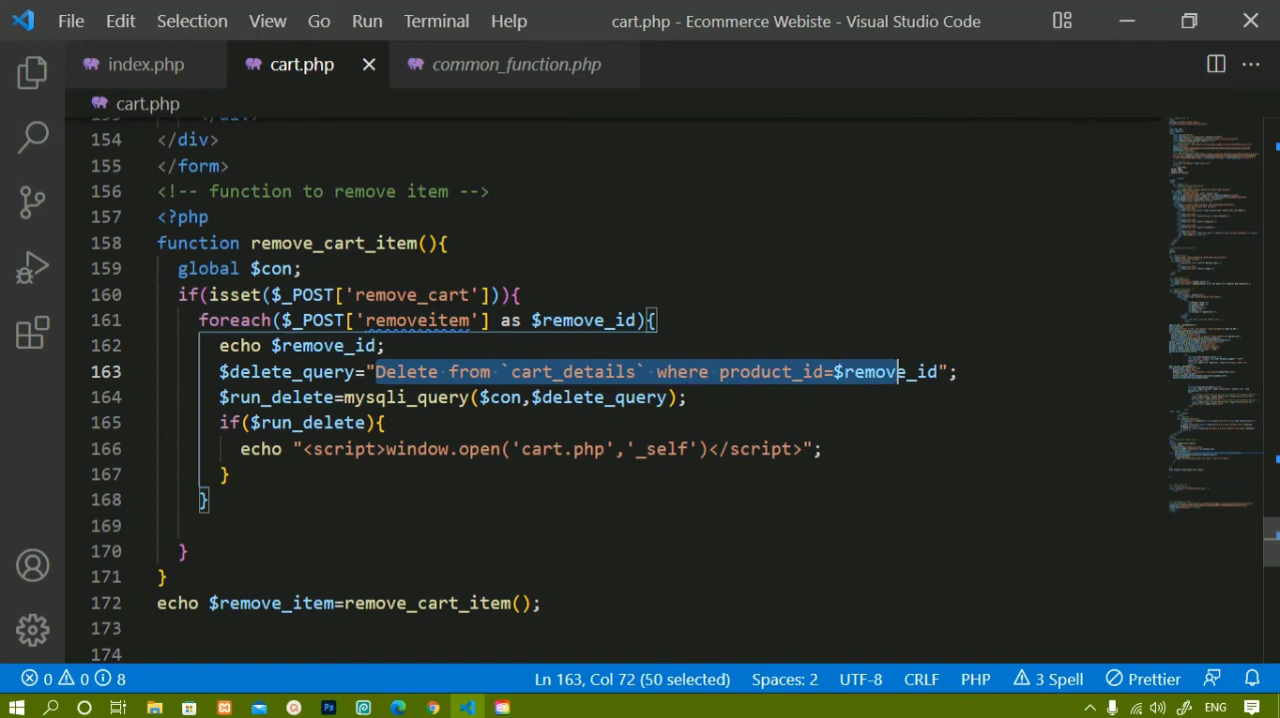 File Edit Selection View Go Run Terminal Help cart.php - Ecommerce Webiste - Visual Studio Code
index.php cart.php common_function.php
cart.php
154 </div>
155 </form>
156 <!-- function to remove item -->
157 <?php
158 function remove_cart_item(){
159 global $con;
160 if(isset($_POST['remove_cart'])){
161 foreach($_POST['removeitem'] as $remove_id){
162 echo $remove_id;
163 $delete_query="Delete from `cart_details` where product_id=$remove_id";
164 $run_delete=mysqli_query($con,$delete_query);
165 if($run_delete){
166 echo "<script>window.open('cart.php','_self')</script>";
167 }
168 }
169
170 }
171 }
172 echo $remove_item=remove_cart_item();
173
174
0 0 8 Ln 163, Col 72 (50 selected) Spaces: 2 UTF-8 CRLF PHP 3 Spell Prettier
ENG